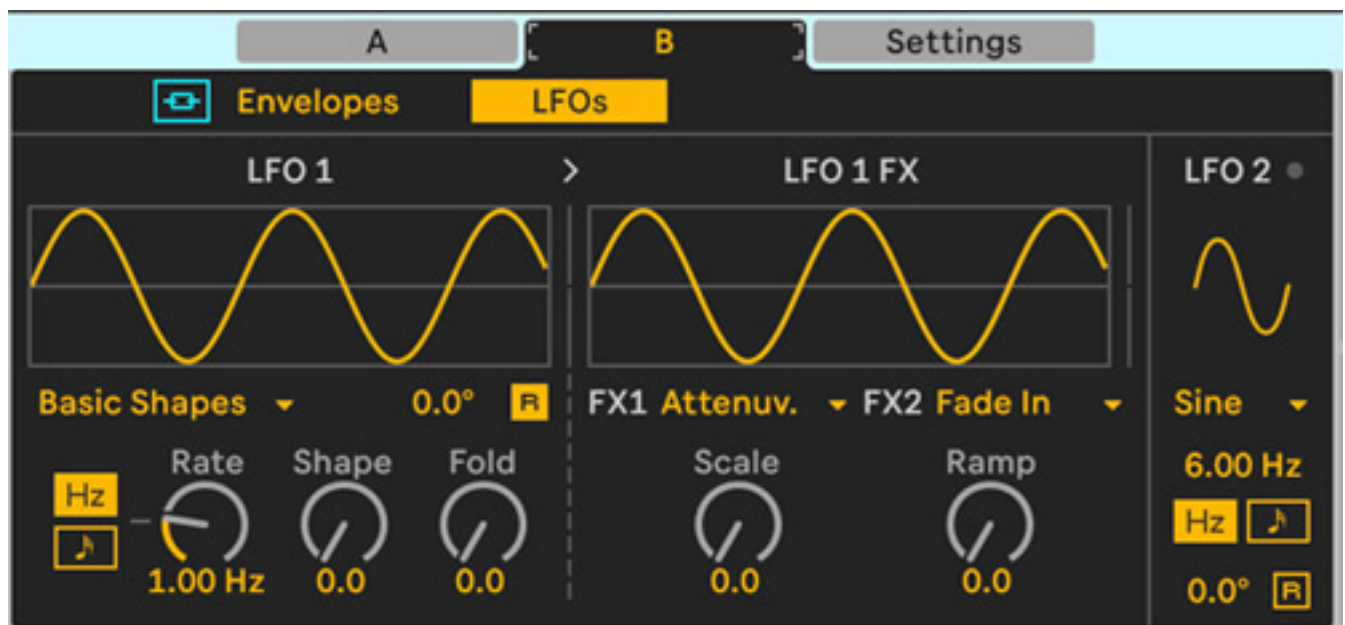 A B Settings
Envelopes LFOs
LFO 1 > LFO 1 FX LFO 2
Basic Shapes 0.0° R FX1 Attenuv. FX2 Fade In Sine
Rate Shape Fold Scale Ramp 6.00 Hz
Hz Hz
1.00 Hz 0.0 0.0 0.0 0.0 0.0° R